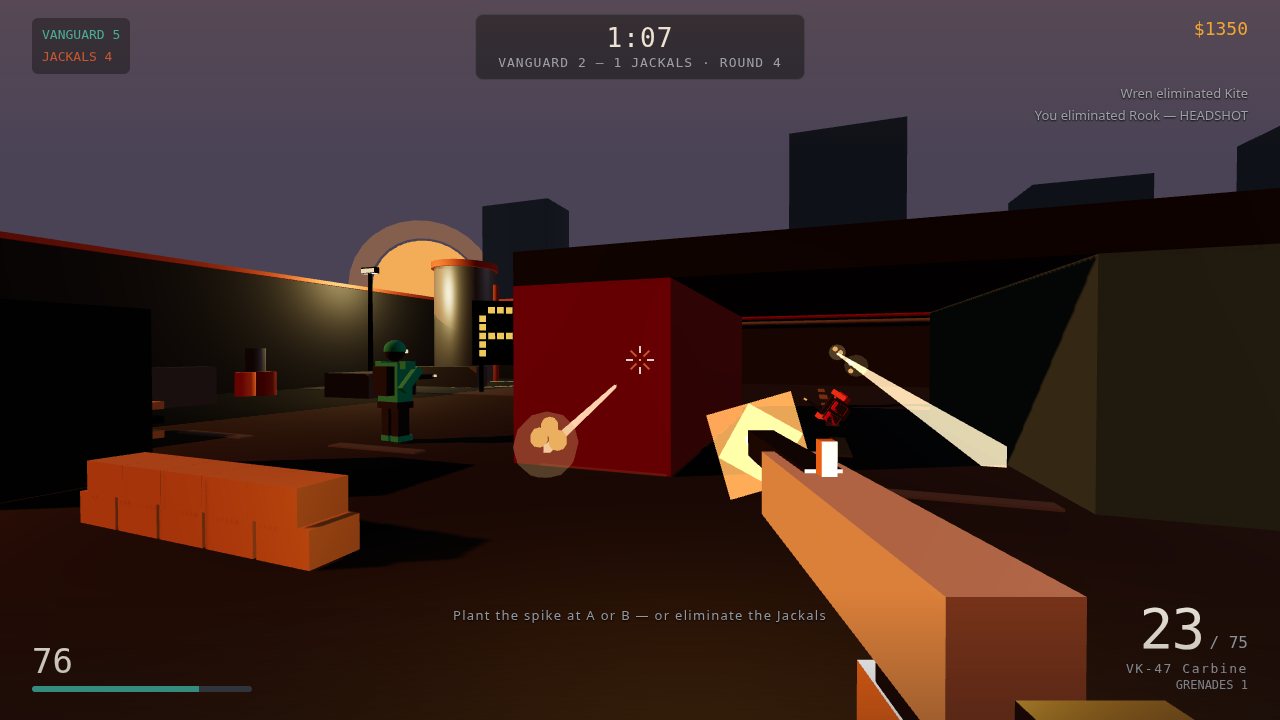 VANGUARD 5
JACKALS 4
1:07
VANGUARD 2 — 1 JACKALS · ROUND 4
$1350
Wren eliminated Kite
You eliminated Rook — HEADSHOT
Plant the spike at A or B — or eliminate the Jackals
76
23 / 75
VK-47 Carbine
GRENADES 1